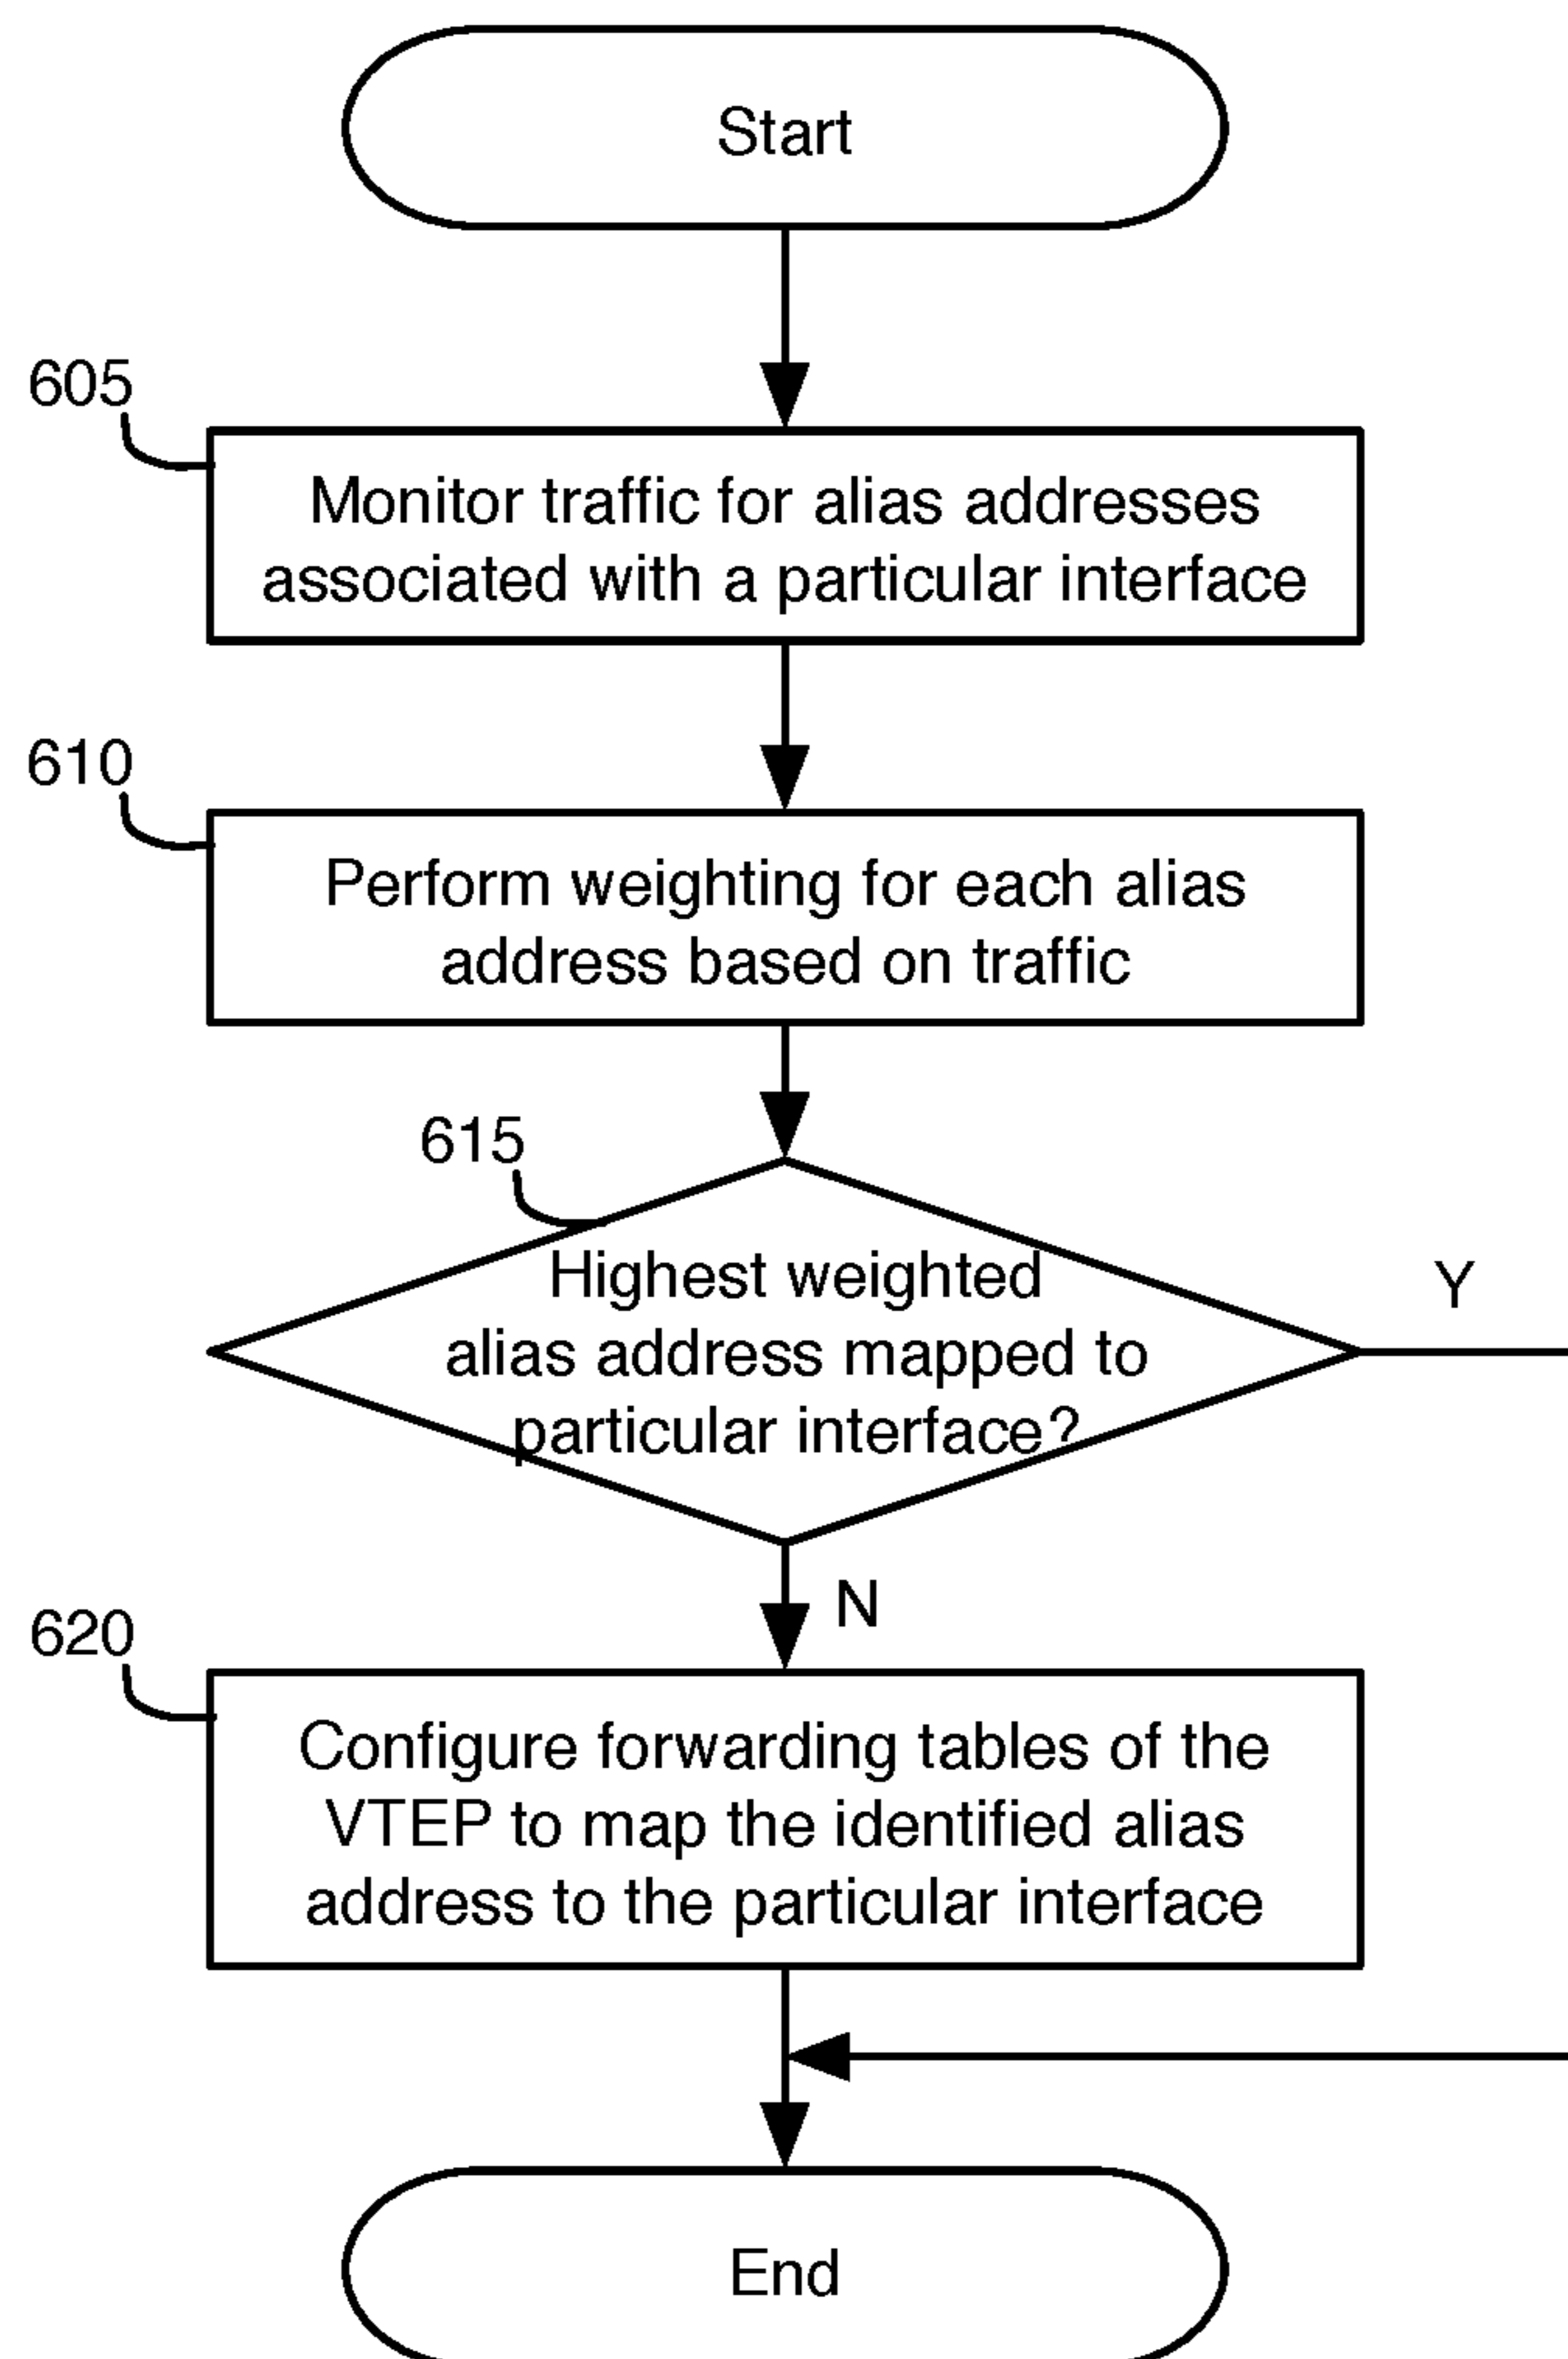 Start
605
Monitor traffic for alias addresses
associated with a particular interface
610
Perform weighting for each alias
address based on traffic
615
Highest weighted
alias address mapped to
particular interface?
Y
N
620
Configure forwarding tables of the
VTEP to map the identified alias
address to the particular interface
End